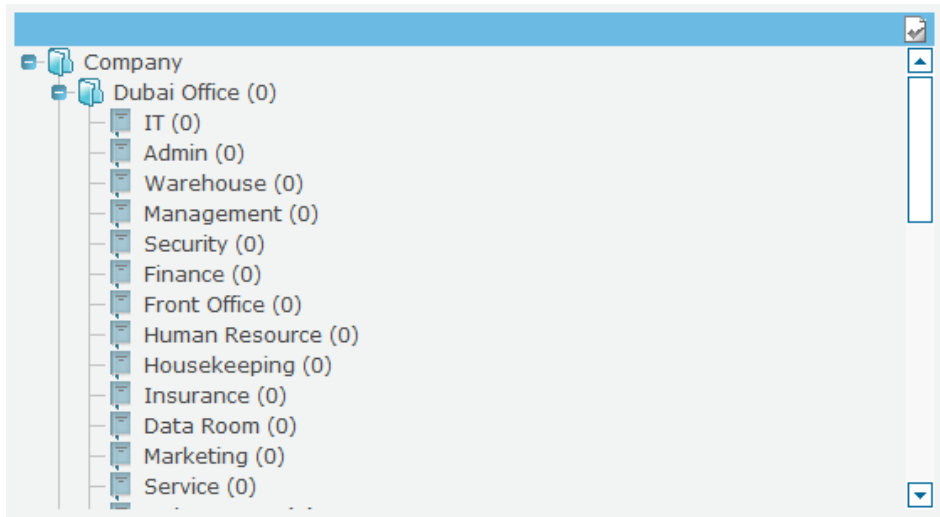 Company
Dubai Office (0)
IT (0)
Admin (0)
Warehouse (0)
Management (0)
Security (0)
Finance (0)
Front Office (0)
Human Resource (0)
Housekeeping (0)
Insurance (0)
Data Room (0)
Marketing (0)
Service (0)